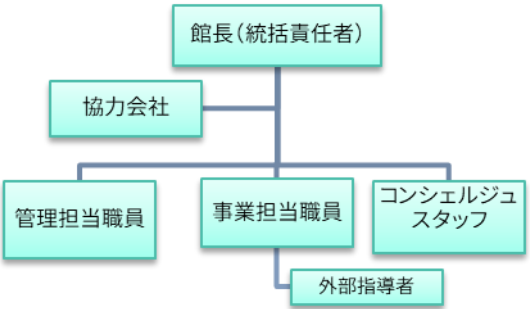 館長（統括責任者）
協力会社
管理担当職員
事業担当職員
コンシェルジュ
スタッフ
外部指導者